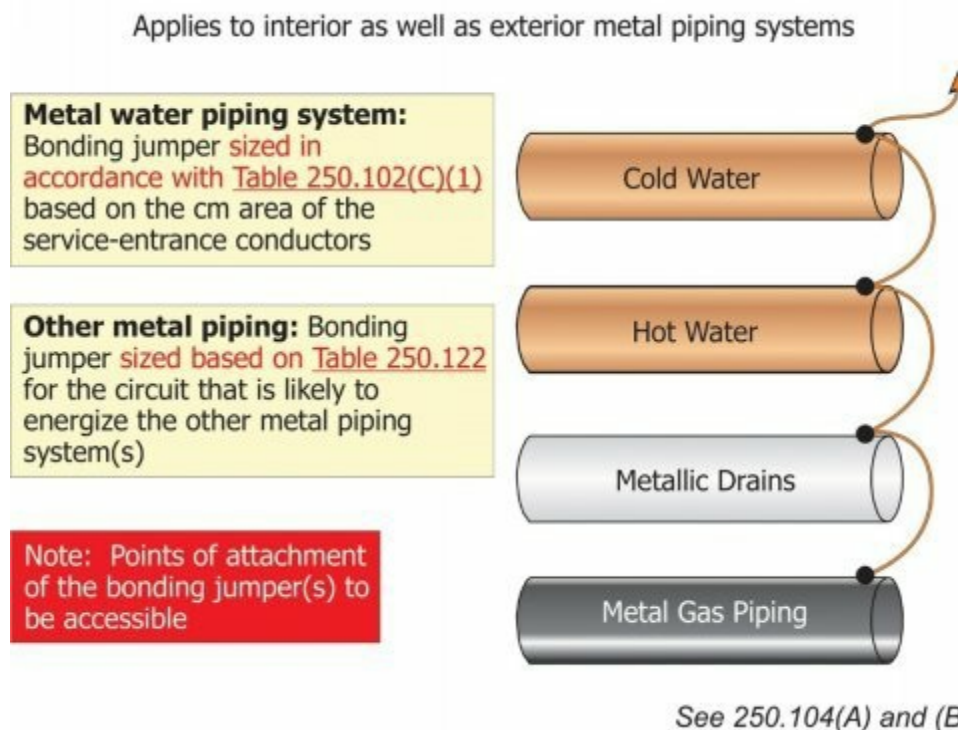 Applies to interior as well as exterior metal piping systems
Metal water piping system:
Bonding jumper sized in
accordance with Table 250.102(C)(1)
based on the cm area of the
service-entrance conductors
Other metal piping: Bonding
jumper sized based on Table 250.122
for the circuit that is likely to
energize the other metal piping
system(s)
Note: Points of attachment
of the bonding jumper(s) to
be accessible
Cold Water
Hot Water
Metallic Drains
Metal Gas Piping
See 250.104(A) and (B